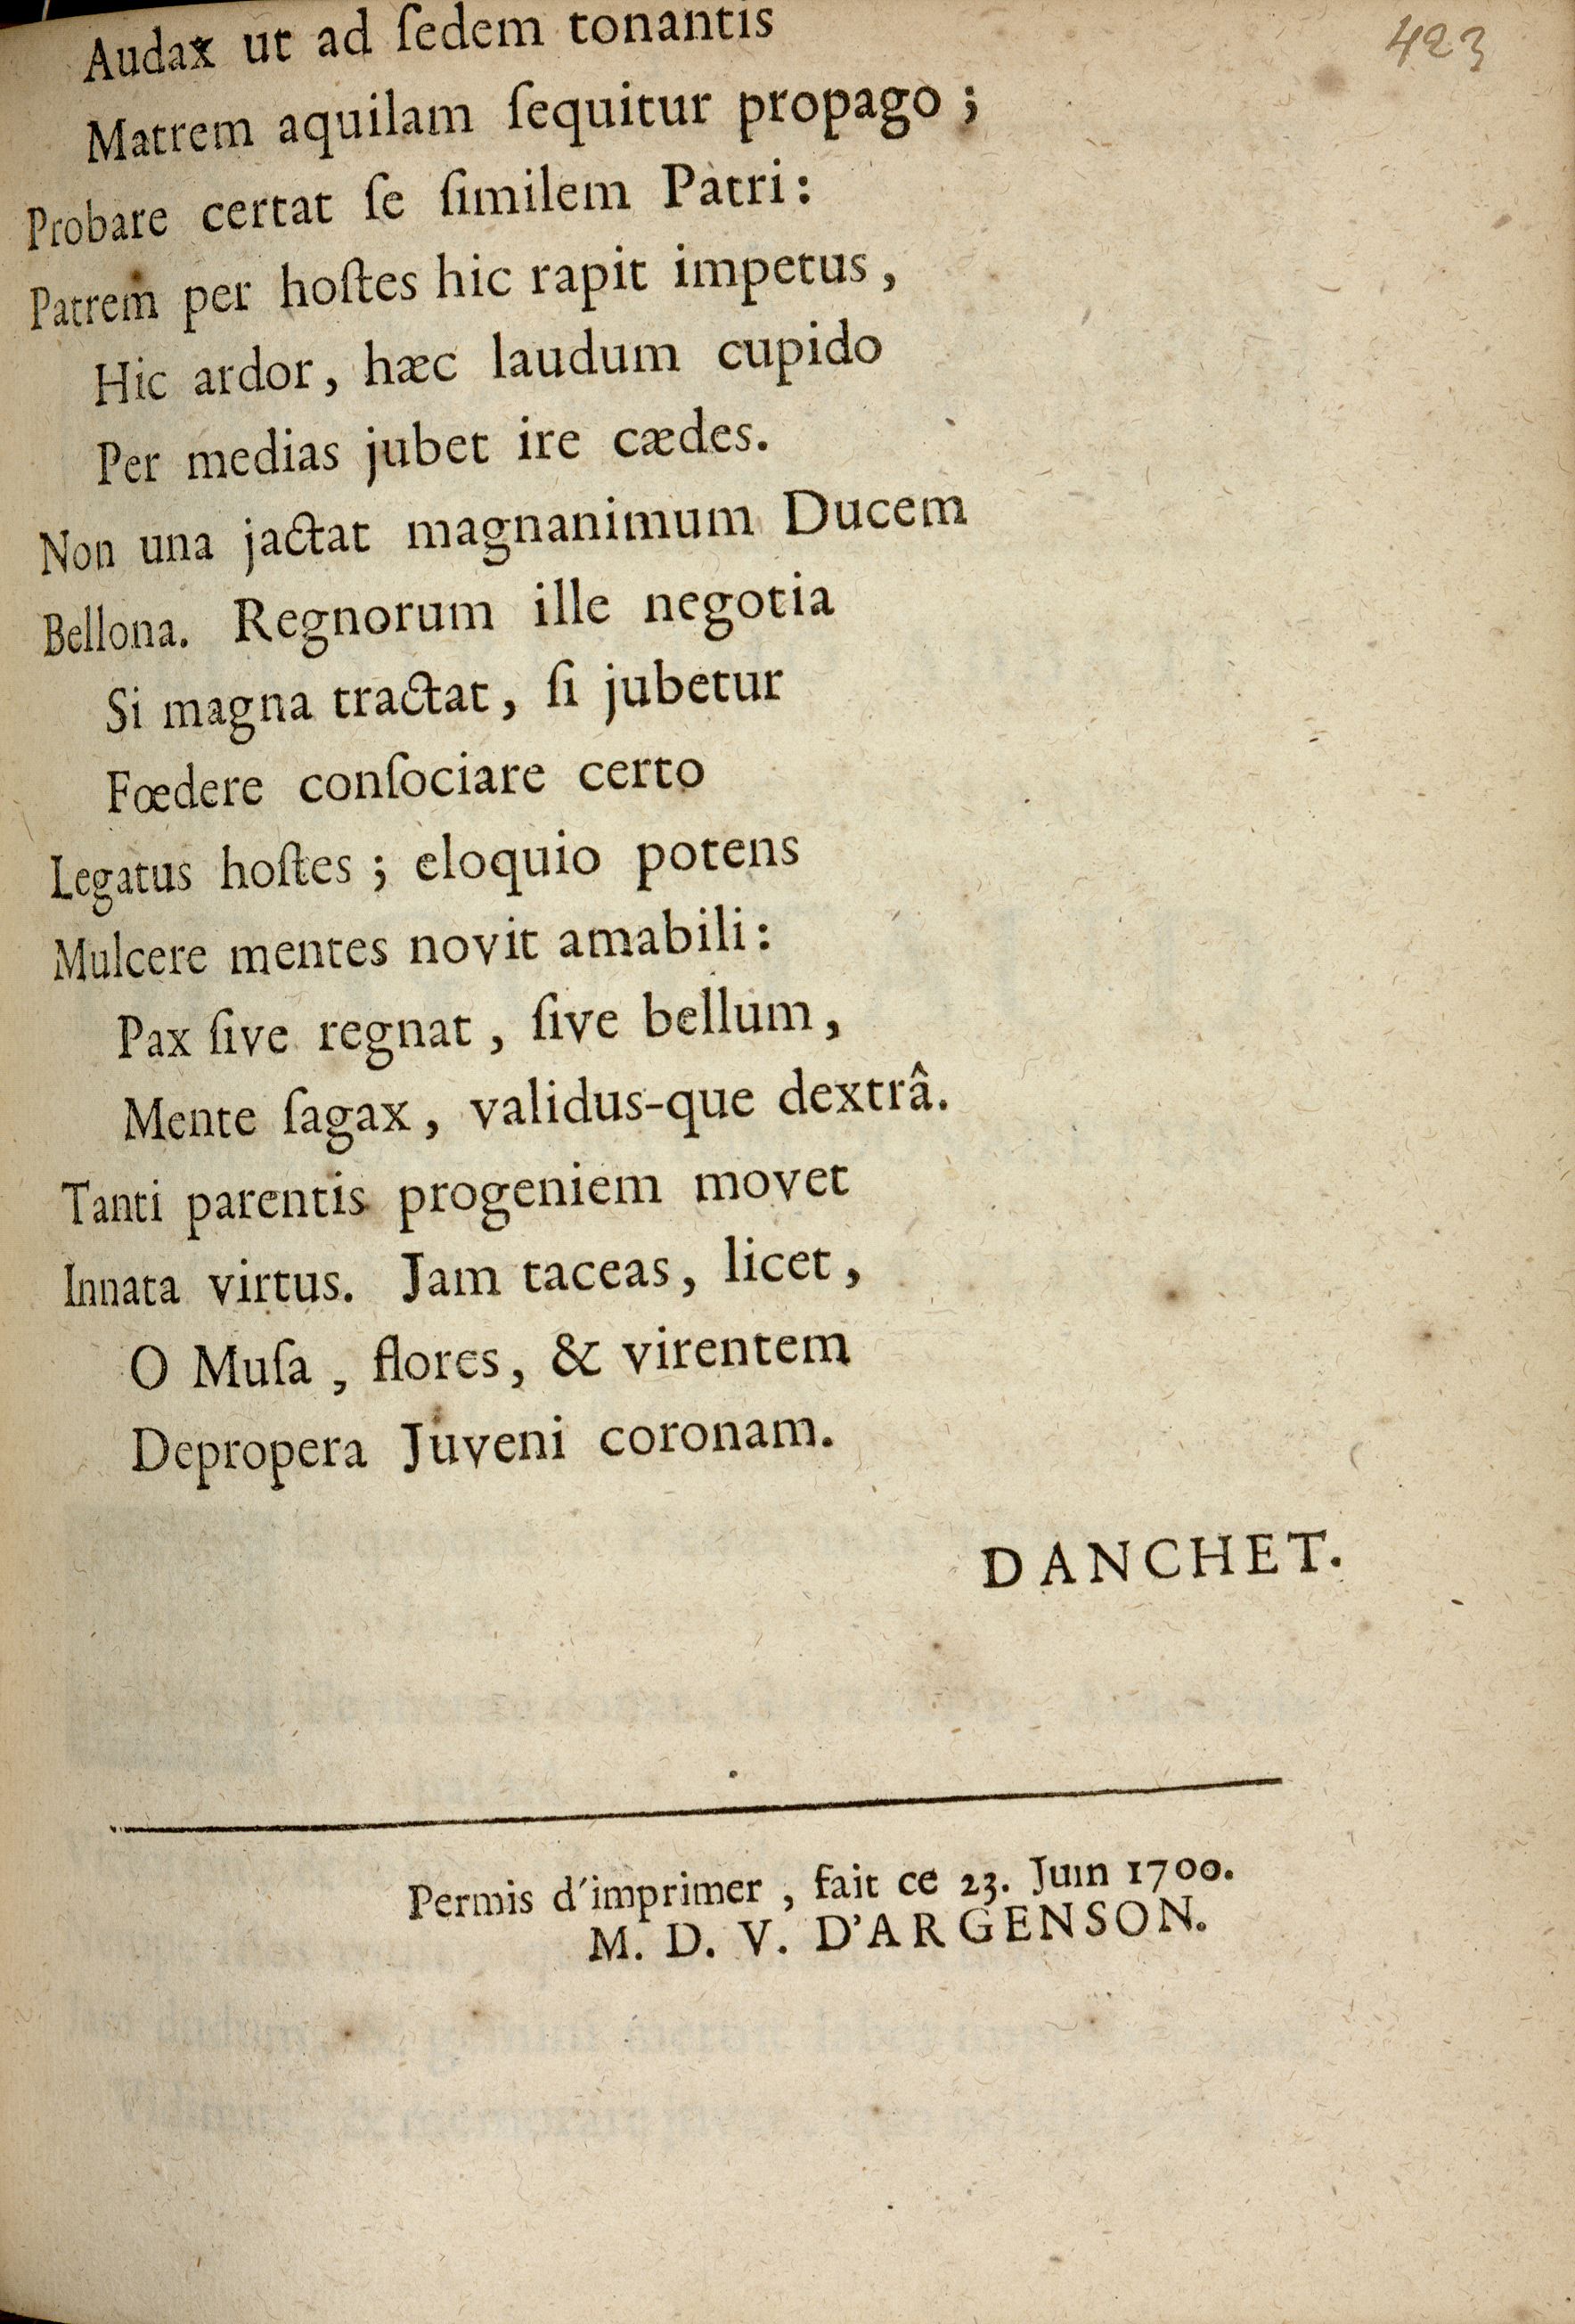 423
Audax ut ad ſedem tonantis
Matrem aquilam ſequitur propago ;
Probare certat ſe ſimilem Patri :
Patrem per hoſtes hic rapit impetus ,
Hic ardor , hæc laudum cupido
Per medias jubet ire cædes.
Non una jactat magnanimum Ducem
Bellona. Regnorum ille negotia
Si magna tractat , ſi jubetur
Fœdere conſociare certo
Legatus hoſtes ; eloquio potens
Mulcere mentes novit amabili :
Pax ſive regnat , ſive bellum ,
Mente ſagax , validus-que dextrâ.
Tanti parentis progeniem movet
Innata virtus. Jam taceas , licet ,
O Muſa , flores , & virentem
Depropera Juveni coronam.
DANCHET.
Permis d'imprimer , fait ce 23. Juin 1700.
M. D. V. D'ARGENSON.